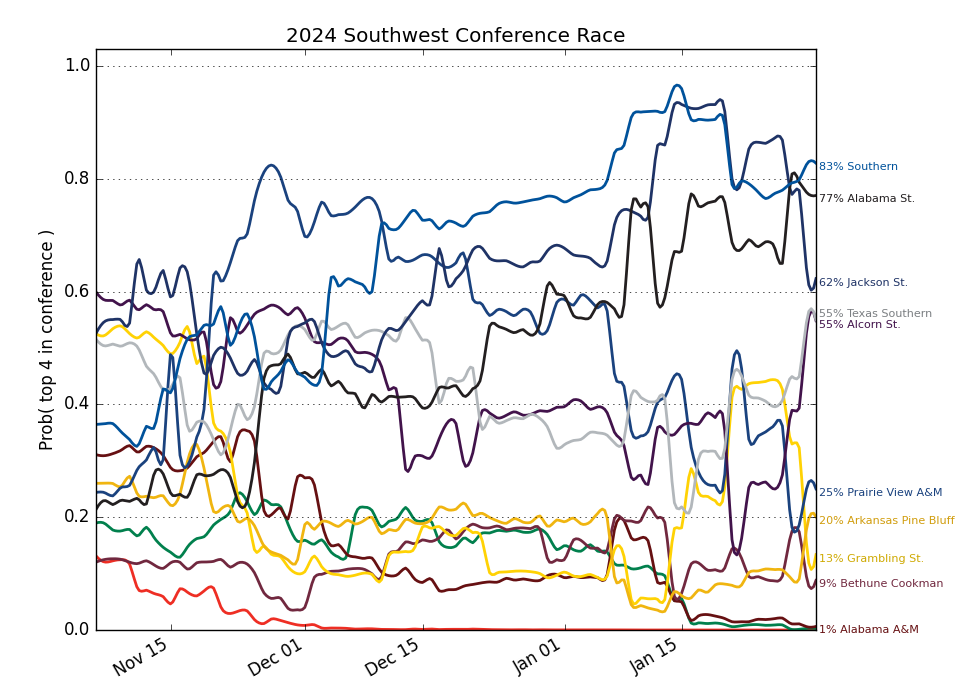 2024 Southwest Conference Race
Prob( top 4 in conference )
1.0
0.8
0.6
0.4
0.2
0.0
Nov 15
Dec 01
Dec 15
Jan 01
Jan 15
83% Southern
77% Alabama St.
62% Jackson St.
55% Texas Southern
55% Alcorn St.
25% Prairie View A&M
20% Arkansas Pine Bluff
13% Grambling St.
9% Bethune Cookman
1% Alabama A&M